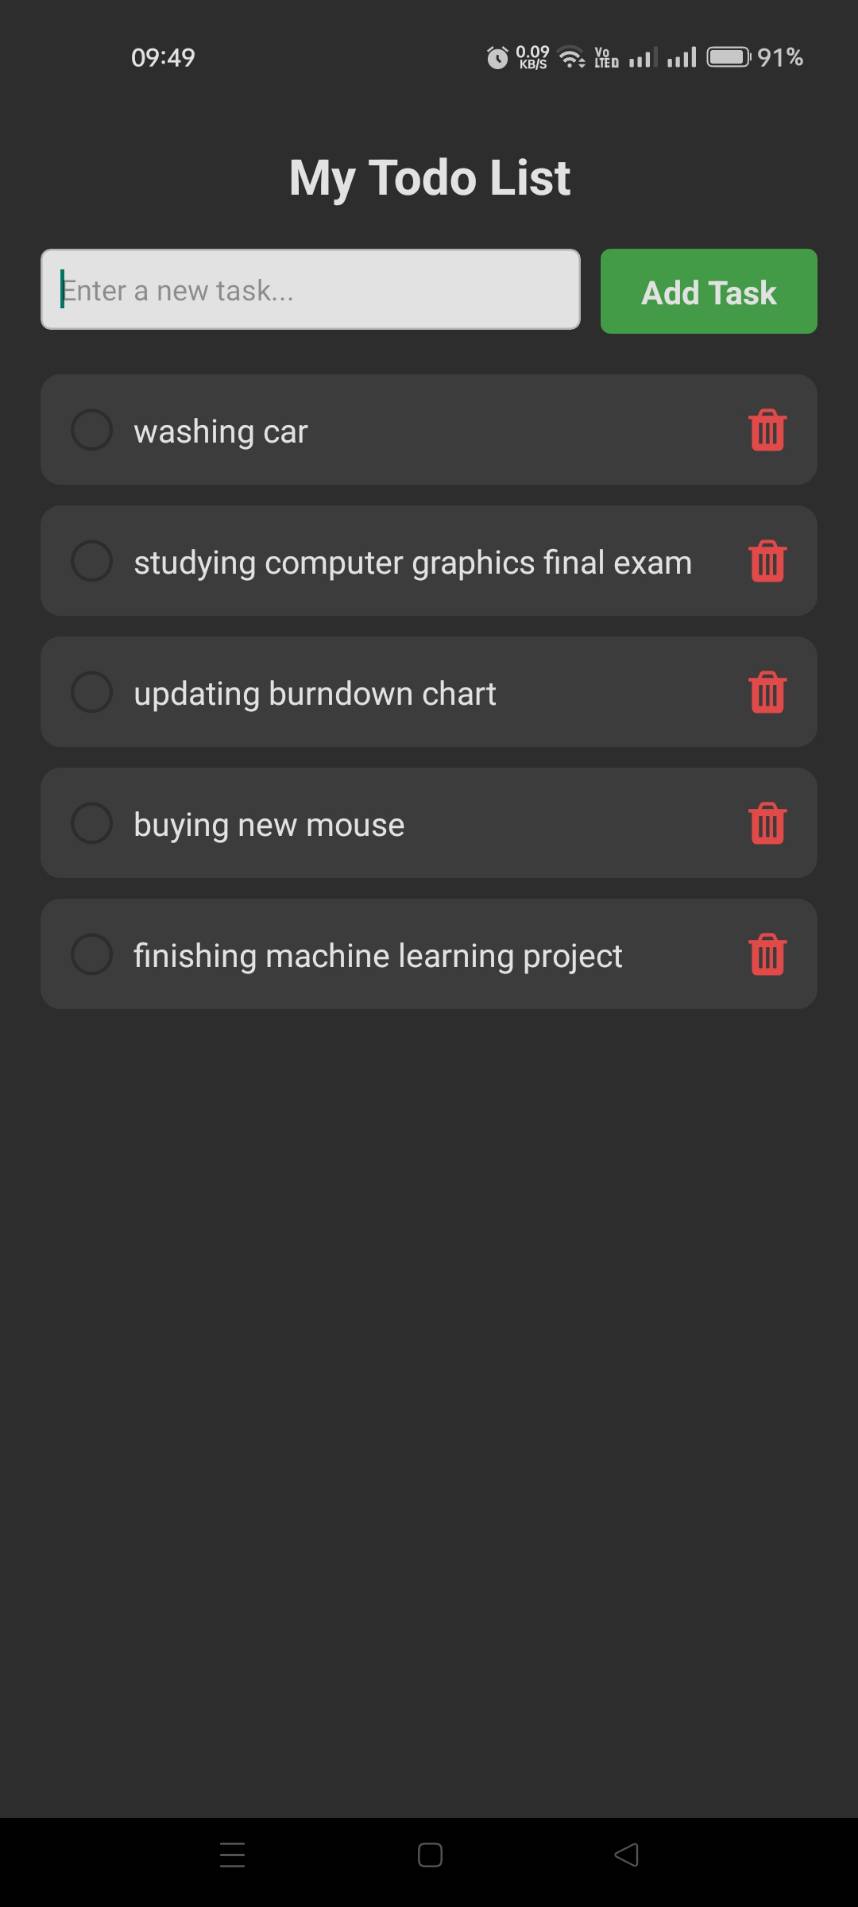 09:49
0.09
KB/S
Vo
LTE
91%
My Todo List
Enter a new task...
Add Task
washing car
studying computer graphics final exam
updating burndown chart
buying new mouse
finishing machine learning project